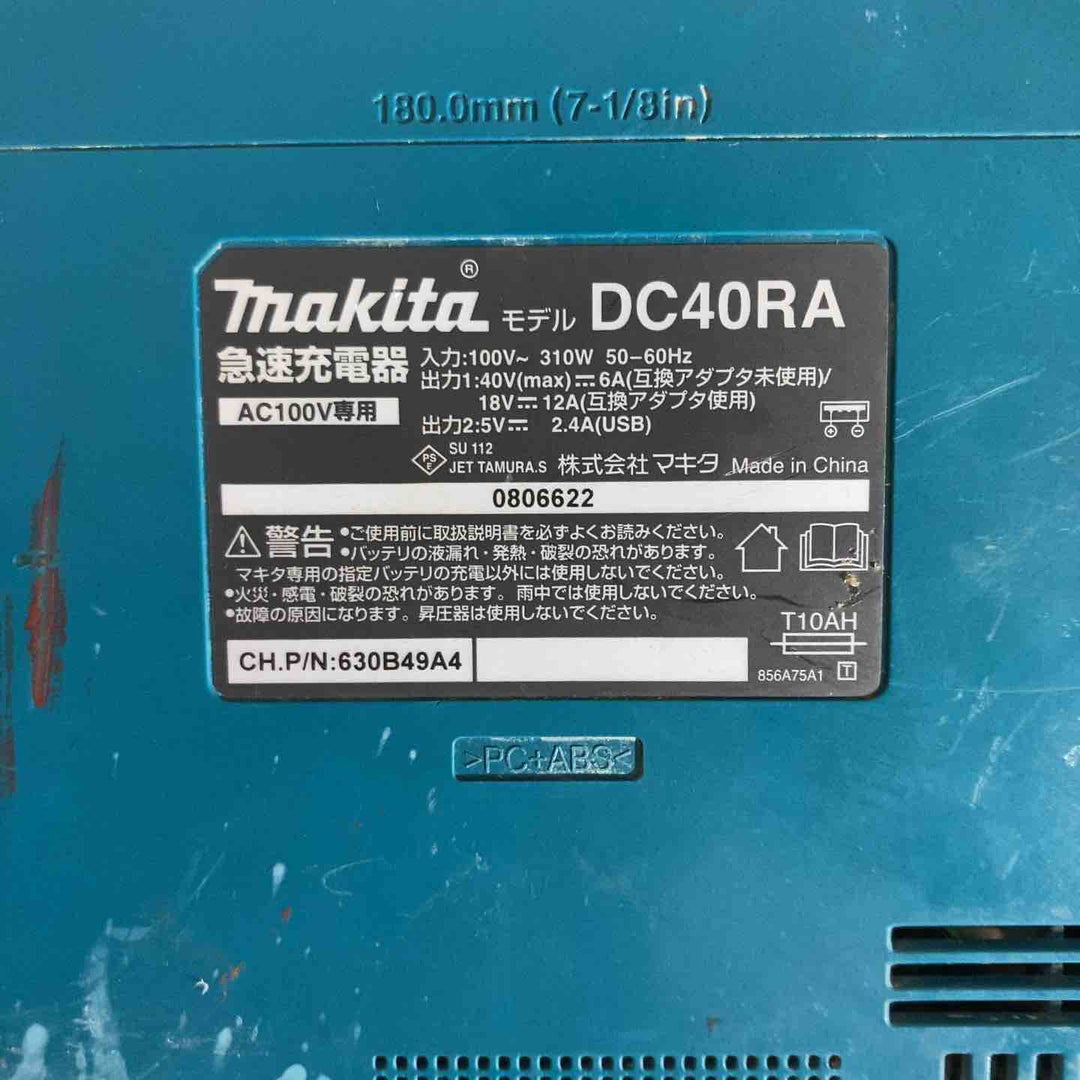 180.0mm (7-1/8in)
makita® モデル DC40RA
急速充電器
AC100V専用
入力:100V~ 310W 50-60Hz
出力1:40V(max)⎓6A(互換アダプタ未使用)/
18V⎓12A(互換アダプタ使用)
出力2:5V⎓ 2.4A(USB)
PS E
SU 112
JET TAMURA.S 株式会社マキタ Made in China
0806622
⚠警告 •ご使用前に取扱説明書を必ずよくお読みください。
•バッテリの液漏れ・発熱・破裂の恐れがあります。
マキタ専用の指定バッテリの充電以外には使用しないでください。
•火災・感電・破裂の恐れがあります。雨中では使用しないでください。
•故障の原因になります。昇圧器は使用しないでください。
T10AH
CH.P/N:630B49A4
856A75A1 T
>PC+ABS<